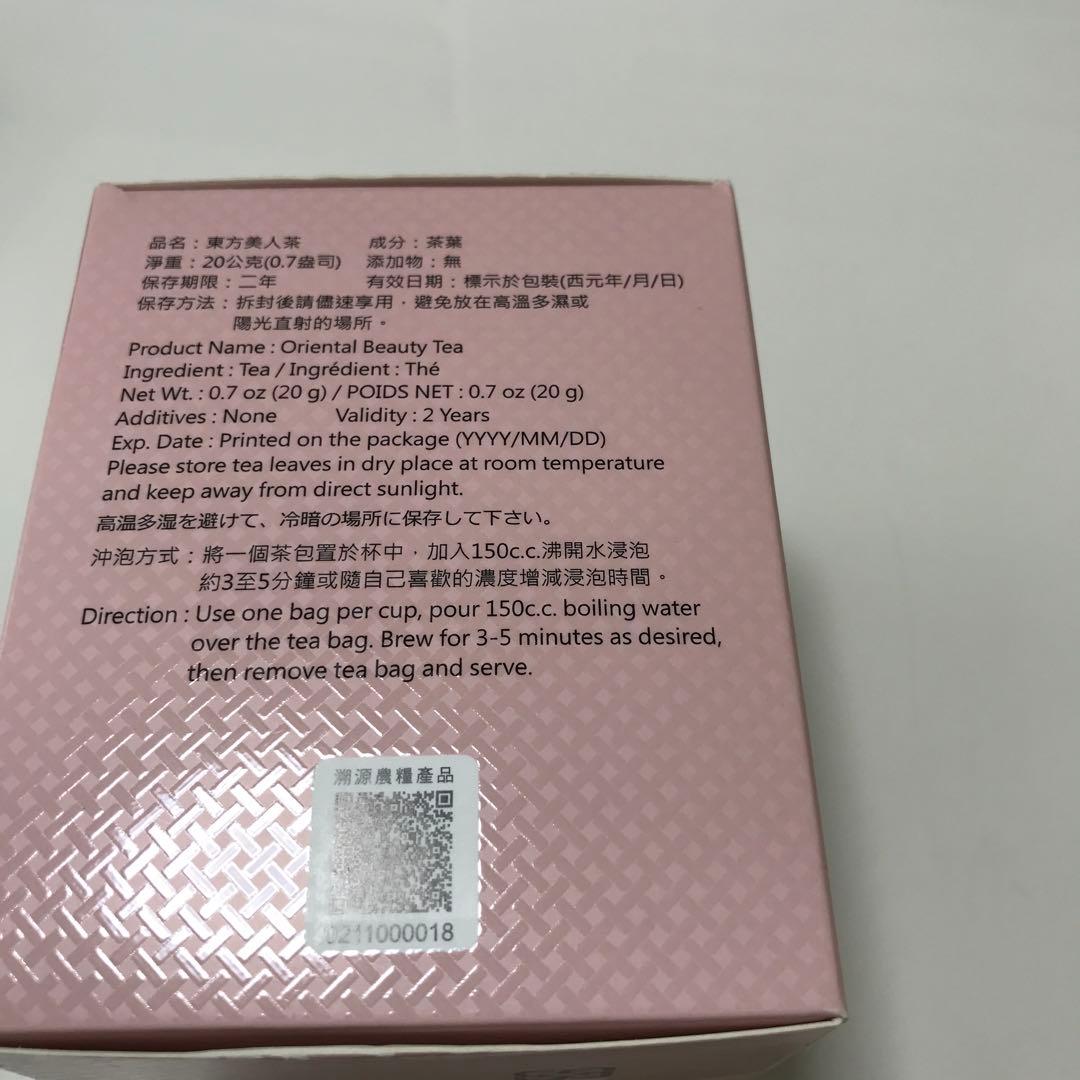 品名：東方美人茶 成分：茶葉
淨重：20公克(0.7盎司) 添加物：無
保存期限：二年 有效日期：標示於包裝(西元年/月/日)
保存方法：拆封後請儘速享用，避免放在高溫多濕或
陽光直射的場所。
Product Name : Oriental Beauty Tea
Ingredient : Tea / Ingrédient : Thé
Net Wt. : 0.7 oz (20 g) / POIDS NET : 0.7 oz (20 g)
Additives : None Validity : 2 Years
Exp. Date : Printed on the package (YYYY/MM/DD)
Please store tea leaves in dry place at room temperature
and keep away from direct sunlight.
高温多湿を避けて、冷暗の場所に保存して下さい。
沖泡方式：將一個茶包置於杯中，加入150c.c.沸開水浸泡
約3至5分鐘或隨自己喜歡的濃度增減浸泡時間。
Direction : Use one bag per cup, pour 150c.c. boiling water
over the tea bag. Brew for 3-5 minutes as desired,
then remove tea bag and serve.
溯源農糧產品
0211000018